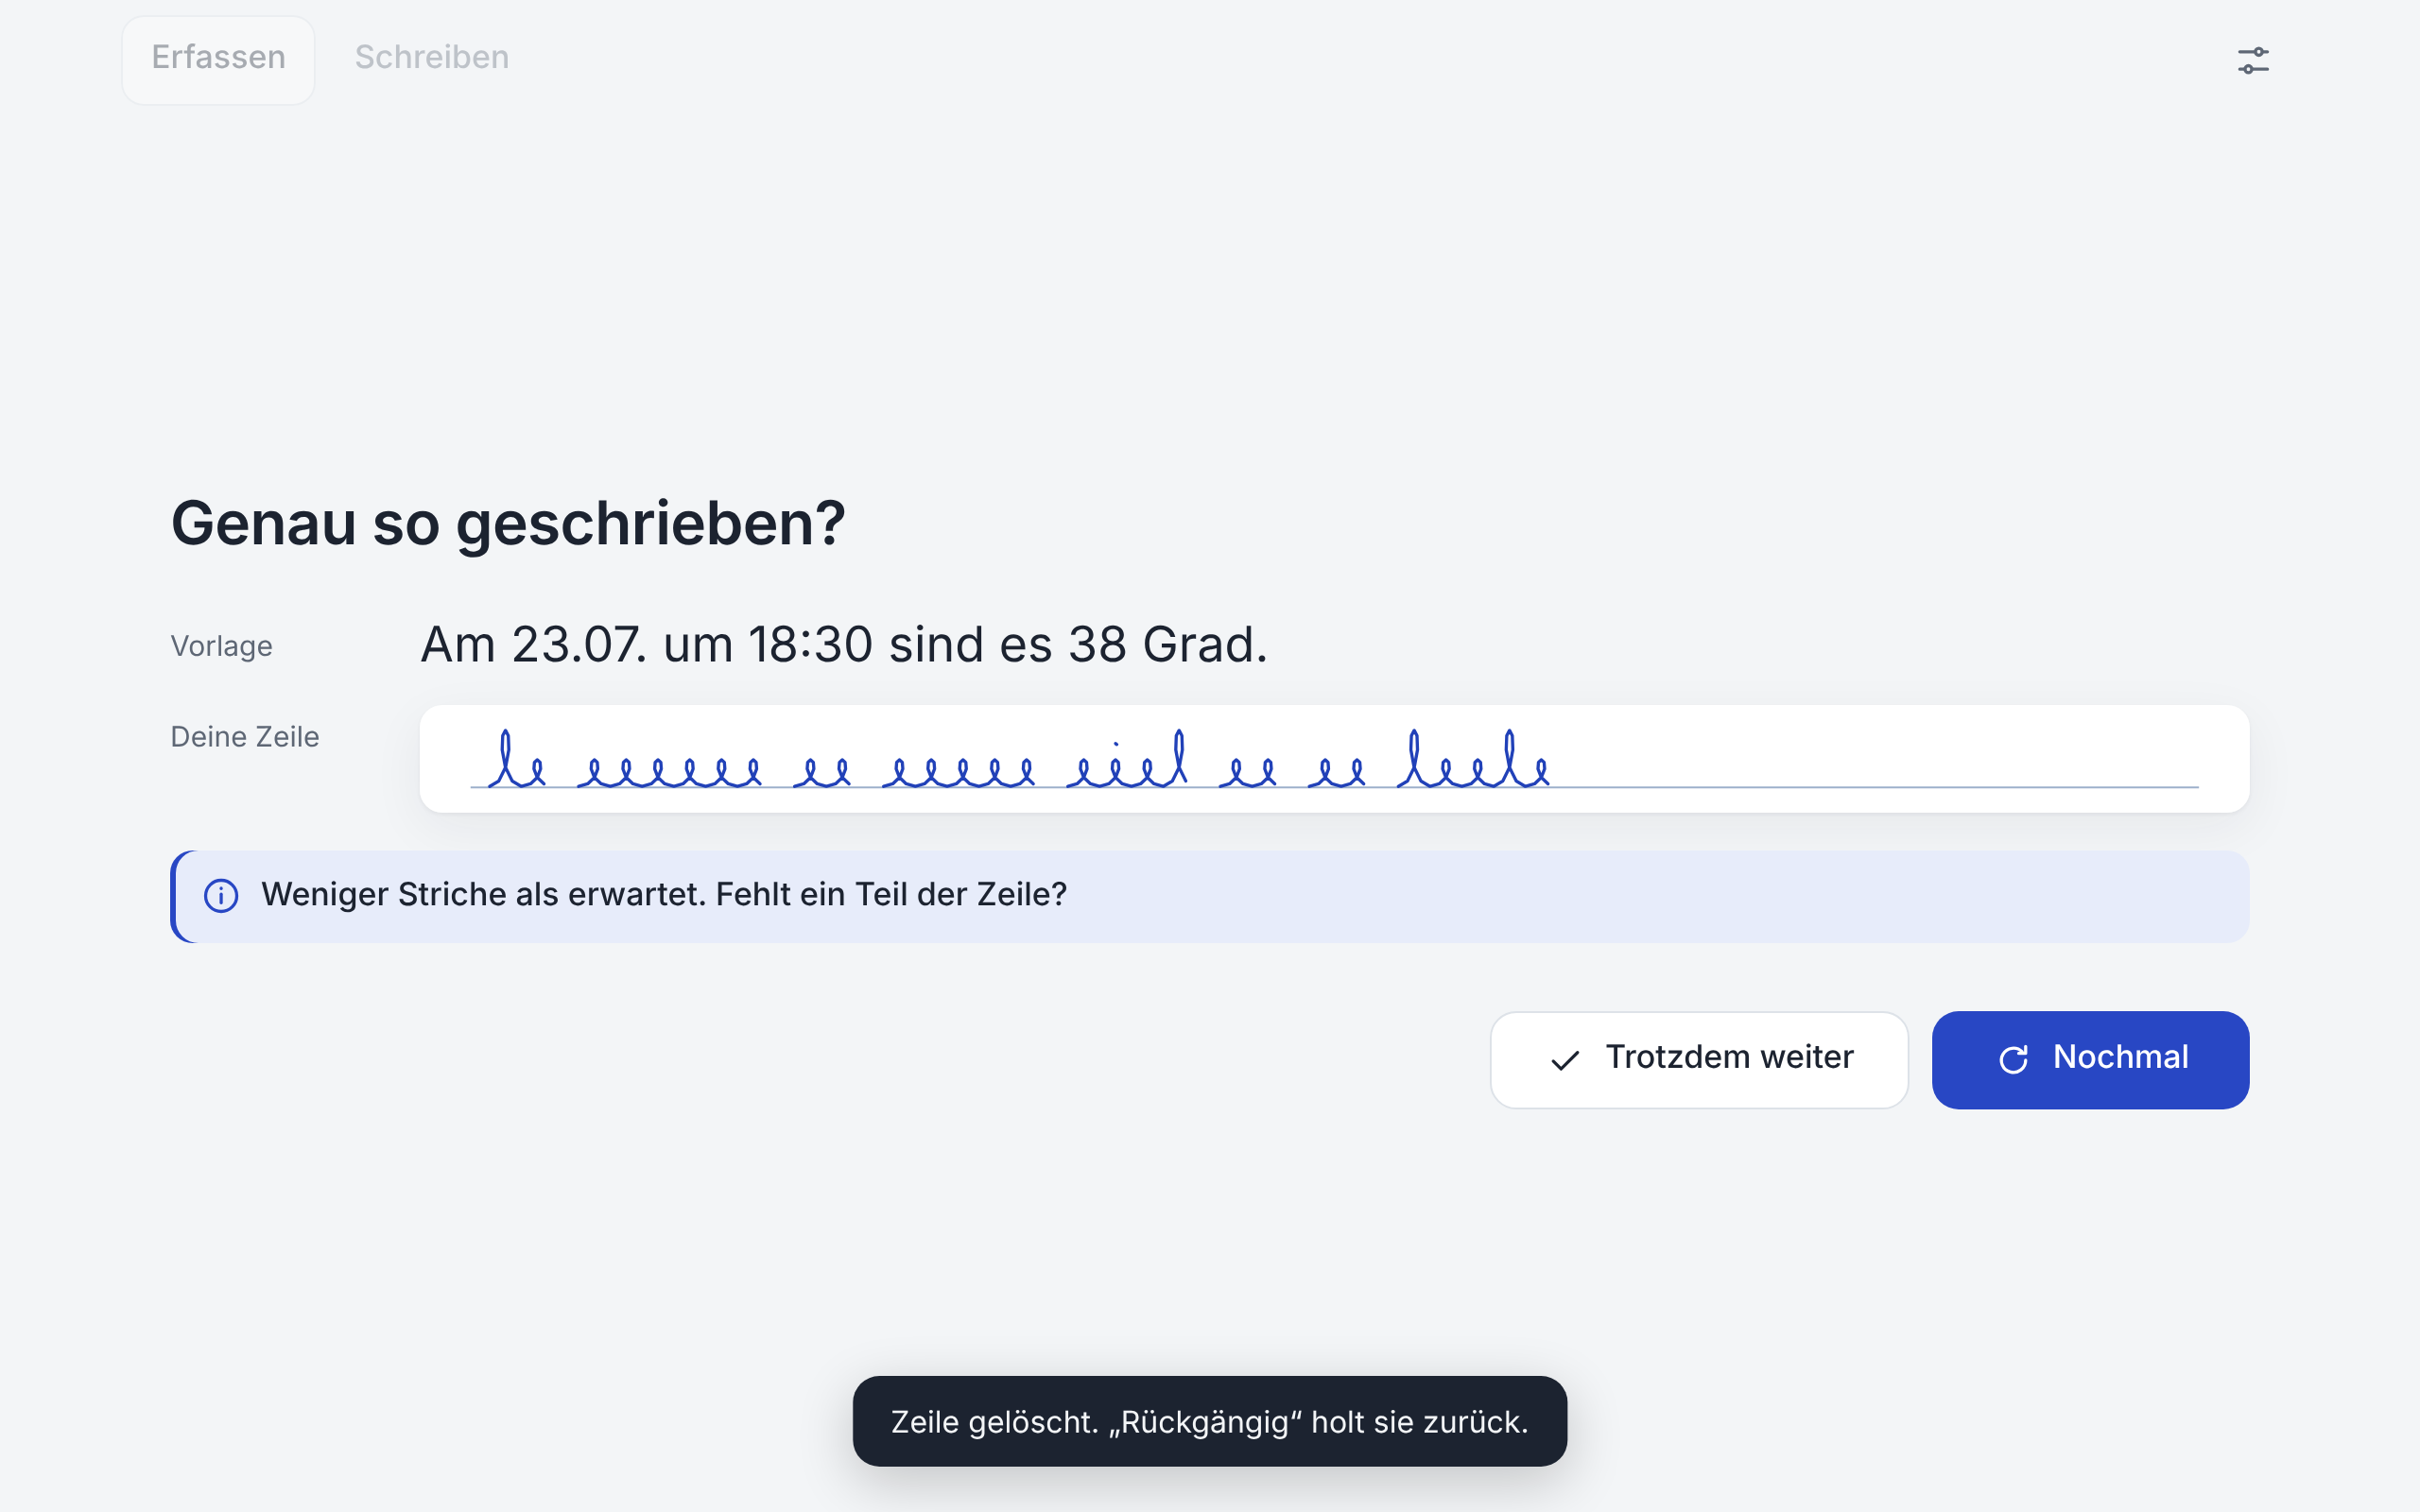 Erfassen Schreiben
Genau so geschrieben?
Vorlage Am 23.07. um 18:30 sind es 38 Grad.
Deine Zeile
Weniger Striche als erwartet. Fehlt ein Teil der Zeile?
Trotzdem weiter Nochmal
Zeile gelöscht. „Rückgängig“ holt sie zurück.